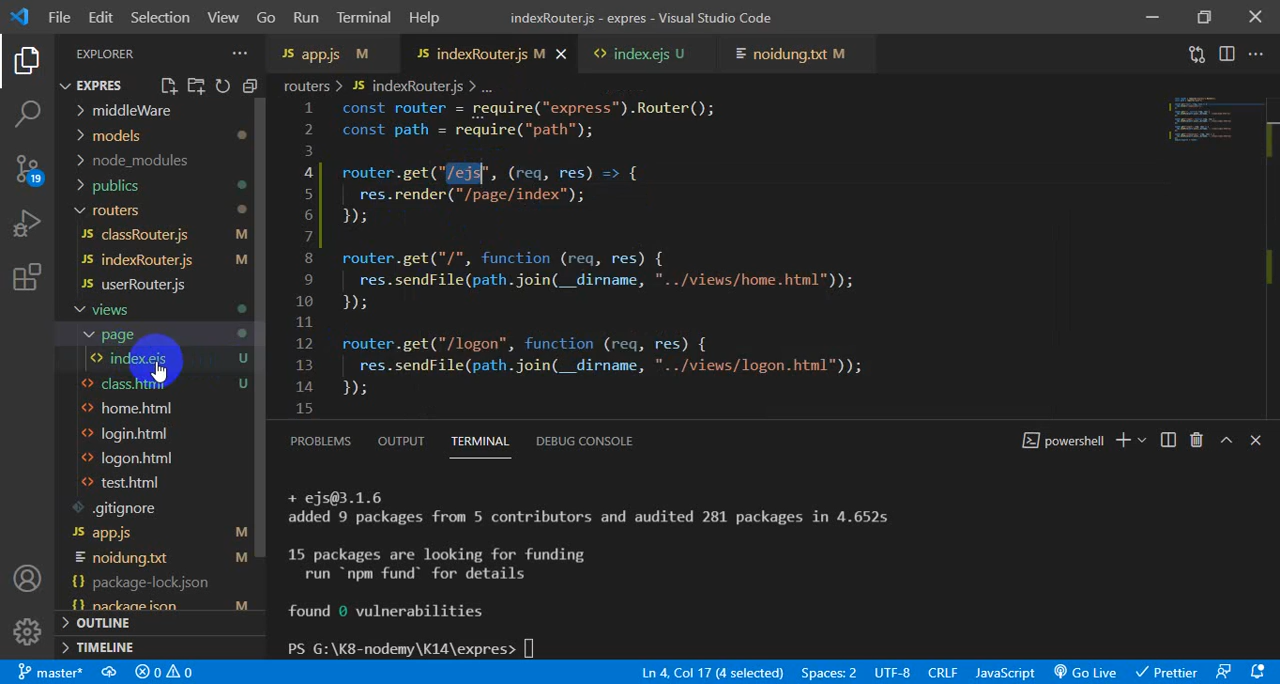 File Edit Selection View Go Run Terminal Help indexRouter.js - expres - Visual Studio Code
EXPLORER
EXPRES
middleWare
models
node_modules
publics
routers
classRouter.js M
indexRouter.js M
userRouter.js
views
page
index.ejs U
class.html U
home.html
login.html
logon.html
test.html
.gitignore
JS app.js M
noidung.txt M
{} package-lock.json
{} package.json M
OUTLINE
TIMELINE
19
JS app.js M JS indexRouter.js M index.ejs U noidung.txt M
routers > JS indexRouter.js > ...
1 const router = require("express").Router();
2 const path = require("path");
3
4 router.get("/ejs", (req, res) => {
5 res.render("/page/index");
6 });
7
8 router.get("/", function (req, res) {
9 res.sendFile(path.join(__dirname, "../views/home.html"));
10 });
11
12 router.get("/logon", function (req, res) {
13 res.sendFile(path.join(__dirname, "../views/logon.html"));
14 });
15
PROBLEMS OUTPUT TERMINAL DEBUG CONSOLE powershell
+ ejs@3.1.6
added 9 packages from 5 contributors and audited 281 packages in 4.652s
15 packages are looking for funding
run `npm fund` for details
found 0 vulnerabilities
PS G:\K8-nodemy\K14\expres>
master* 0 0 Ln 4, Col 17 (4 selected) Spaces: 2 UTF-8 CRLF JavaScript Go Live Prettier